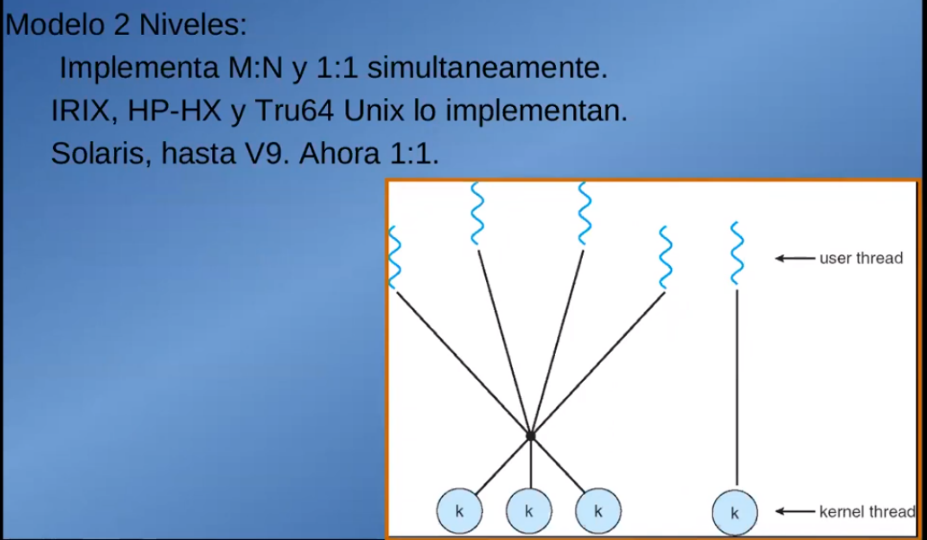 Modelo 2 Niveles:
Implementa M:N y 1:1 simultaneamente.
IRIX, HP-HX y Tru64 Unix lo implementan.
Solaris, hasta V9. Ahora 1:1.
user thread
k
k
k
k
kernel thread